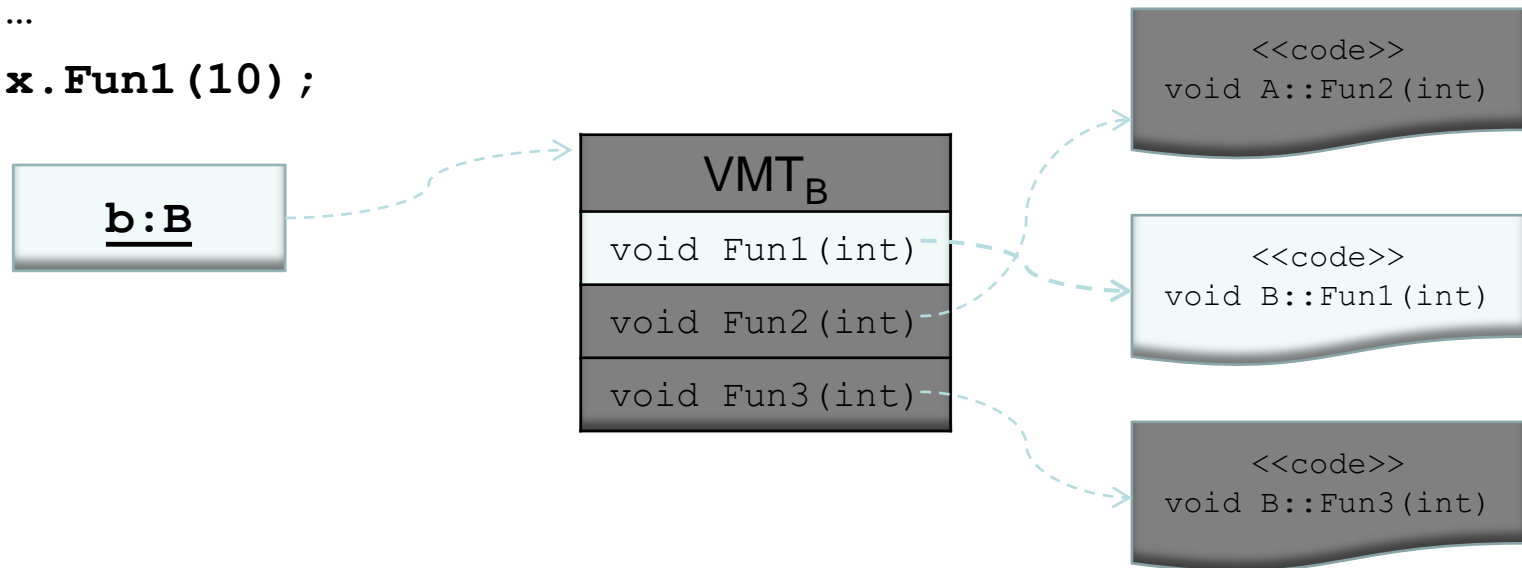 …
x.Fun1(10);
b:B
VMT_B
void Fun1(int)
void Fun2(int)
void Fun3(int)
<<code>>
void A::Fun2(int)
<<code>>
void B::Fun1(int)
<<code>>
void B::Fun3(int)